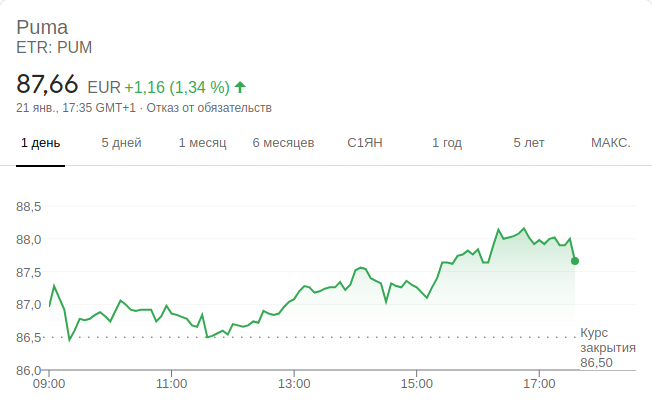 Puma
ETR: PUM
87,66 EUR +1,16 (1,34 %)
21 янв., 17:35 GMT+1 · Отказ от обязательств
1 день 5 дней 1 месяц 6 месяцев С1ЯН 1 год 5 лет МАКС.
88,5
88,0
87,5
87,0
86,5
86,0
Курс
закрытия
86,50
09:00 11:00 13:00 15:00 17:00